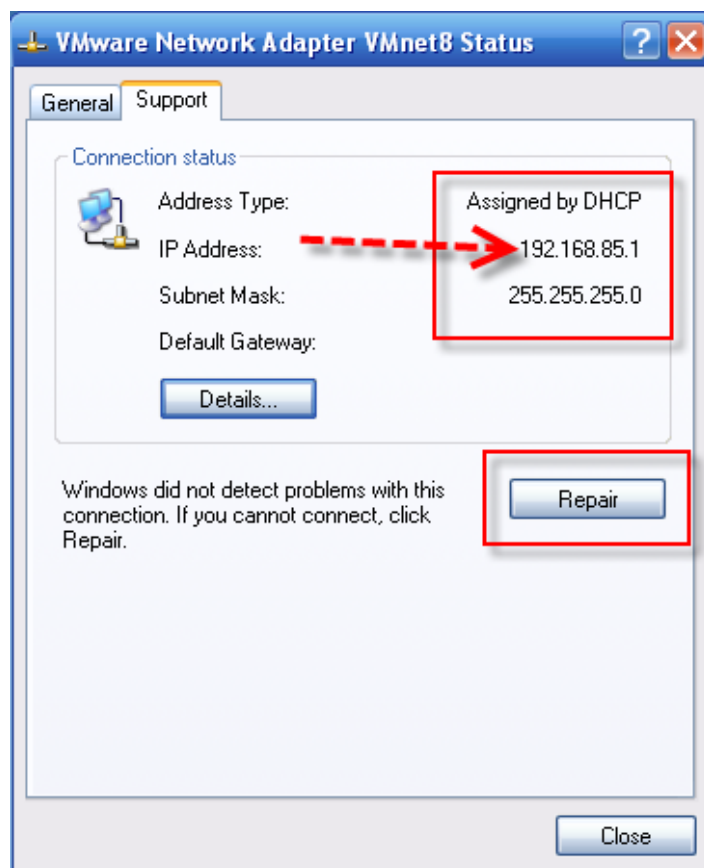 VMware Network Adapter VMnet8 Status
General Support
Connection status
Address Type: Assigned by DHCP
IP Address: 192.168.85.1
Subnet Mask: 255.255.255.0
Default Gateway:
Details...
Windows did not detect problems with this
connection. If you cannot connect, click
Repair.
Repair
Close